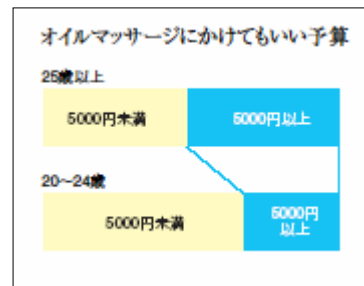 オイルマッサージにかけてもいい予算
25歳以上
5000円未満
5000円以上
20〜24歳
5000円未満
5000円
以上